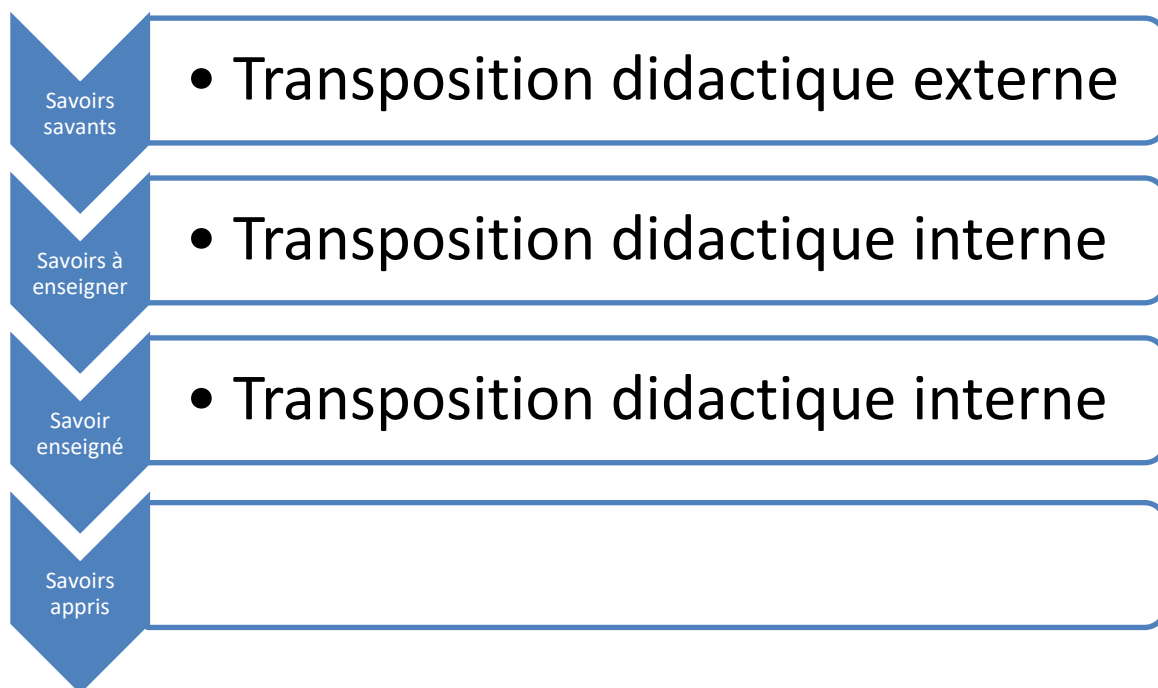 Savoirs
savants
• Transposition didactique externe
Savoirs à
enseigner
• Transposition didactique interne
Savoir
enseigné
• Transposition didactique interne
Savoirs
appris